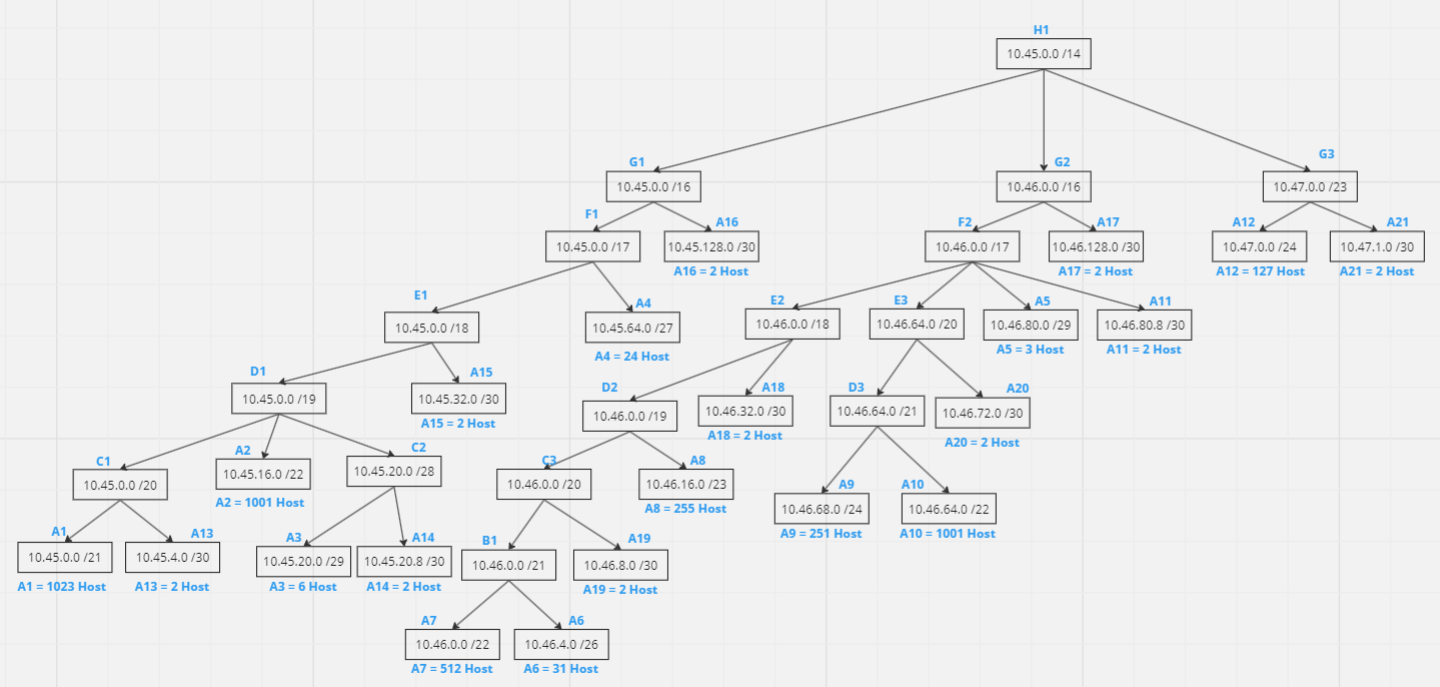 H1
10.45.0.0 /14
G1
10.45.0.0 /16
G2
10.46.0.0 /16
G3
10.47.0.0 /23
F1
10.45.0.0 /17
A16
10.45.128.0 /30
A16 = 2 Host
F2
10.46.0.0 /17
A17
10.46.128.0 /30
A17 = 2 Host
A12
10.47.0.0 /24
A12 = 127 Host
A21
10.47.1.0 /30
A21 = 2 Host
E1
10.45.0.0 /18
A4
10.45.64.0 /27
A4 = 24 Host
E2
10.46.0.0 /18
E3
10.46.64.0 /20
A5
10.46.80.0 /29
A5 = 3 Host
A11
10.46.80.8 /30
A11 = 2 Host
D1
10.45.0.0 /19
A15
10.45.32.0 /30
A15 = 2 Host
D2
10.46.0.0 /19
A18
10.46.32.0 /30
A18 = 2 Host
D3
10.46.64.0 /21
A20
10.46.72.0 /30
A20 = 2 Host
C1
10.45.0.0 /20
A2
10.45.16.0 /22
A2 = 1001 Host
C2
10.45.20.0 /28
C3
10.46.0.0 /20
A8
10.46.16.0 /23
A8 = 255 Host
A9
10.46.68.0 /24
A9 = 251 Host
A10
10.46.64.0 /22
A10 = 1001 Host
A1
10.45.0.0 /21
A1 = 1023 Host
A13
10.45.4.0 /30
A13 = 2 Host
A3
10.45.20.0 /29
A3 = 6 Host
A14
10.45.20.8 /30
A14 = 2 Host
B1
10.46.0.0 /21
A19
10.46.8.0 /30
A19 = 2 Host
A7
10.46.0.0 /22
A7 = 512 Host
A6
10.46.4.0 /26
A6 = 31 Host